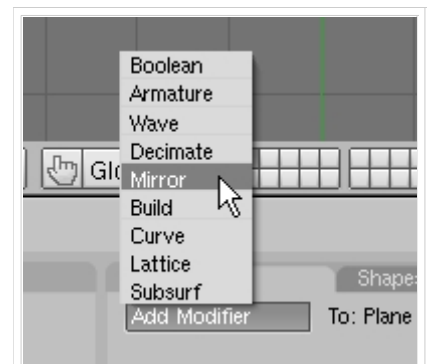 Boolean
Armature
Wave
Decimate
Mirror
Build
Curve
Lattice
Subsurf
Add Modifier
To: Plane